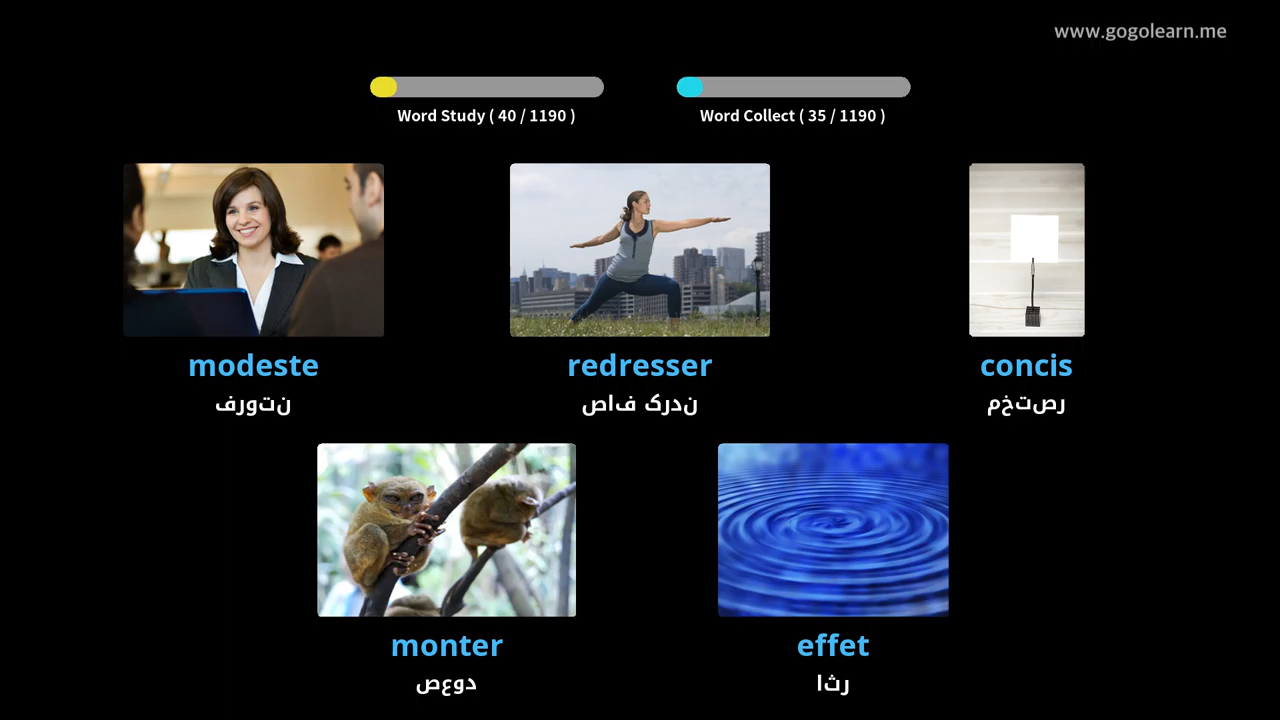 www.gogolearn.me
Word Study ( 40 / 1190 )
Word Collect ( 35 / 1190 )
modeste
نتورف
redresser
ندرک فاص
concis
رصتخم
monter
دوعص
effet
رثا